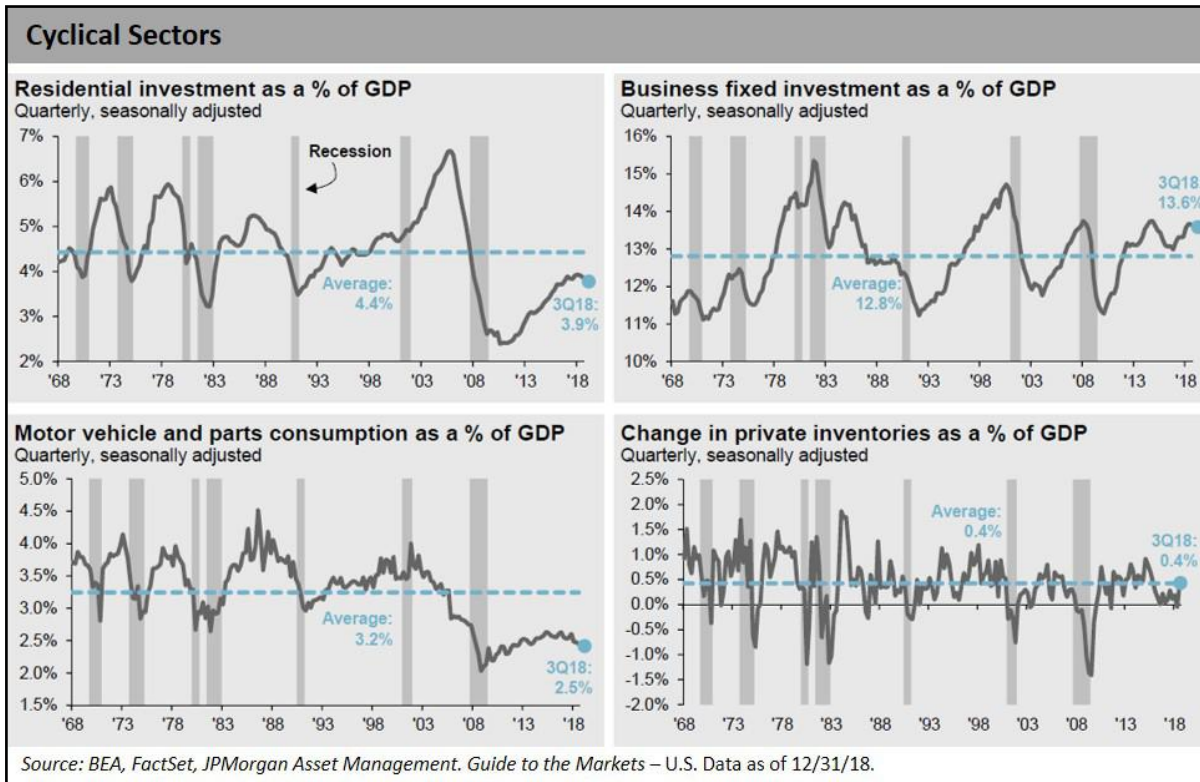 Cyclical Sectors
Residential investment as a % of GDP
Quarterly, seasonally adjusted
7%
6%
5%
4%
3%
2%
Recession
Average:
4.4%
3Q18:
3.9%
'68 '73 '78 '83 '88 '93 '98 '03 '08 '13 '18
Business fixed investment as a % of GDP
Quarterly, seasonally adjusted
16%
15%
14%
13%
12%
11%
10%
3Q18:
13.6%
Average:
12.8%
'68 '73 '78 '83 '88 '93 '98 '03 '08 '13 '18
Motor vehicle and parts consumption as a % of GDP
Quarterly, seasonally adjusted
5.0%
4.5%
4.0%
3.5%
3.0%
2.5%
2.0%
1.5%
Average:
3.2%
3Q18:
2.5%
'68 '73 '78 '83 '88 '93 '98 '03 '08 '13 '18
Change in private inventories as a % of GDP
Quarterly, seasonally adjusted
2.5%
2.0%
1.5%
1.0%
0.5%
0.0%
-0.5%
-1.0%
-1.5%
-2.0%
Average:
0.4%
3Q18:
0.4%
'68 '73 '78 '83 '88 '93 '98 '03 '08 '13 '18
Source: BEA, FactSet, JPMorgan Asset Management. Guide to the Markets – U.S. Data as of 12/31/18.